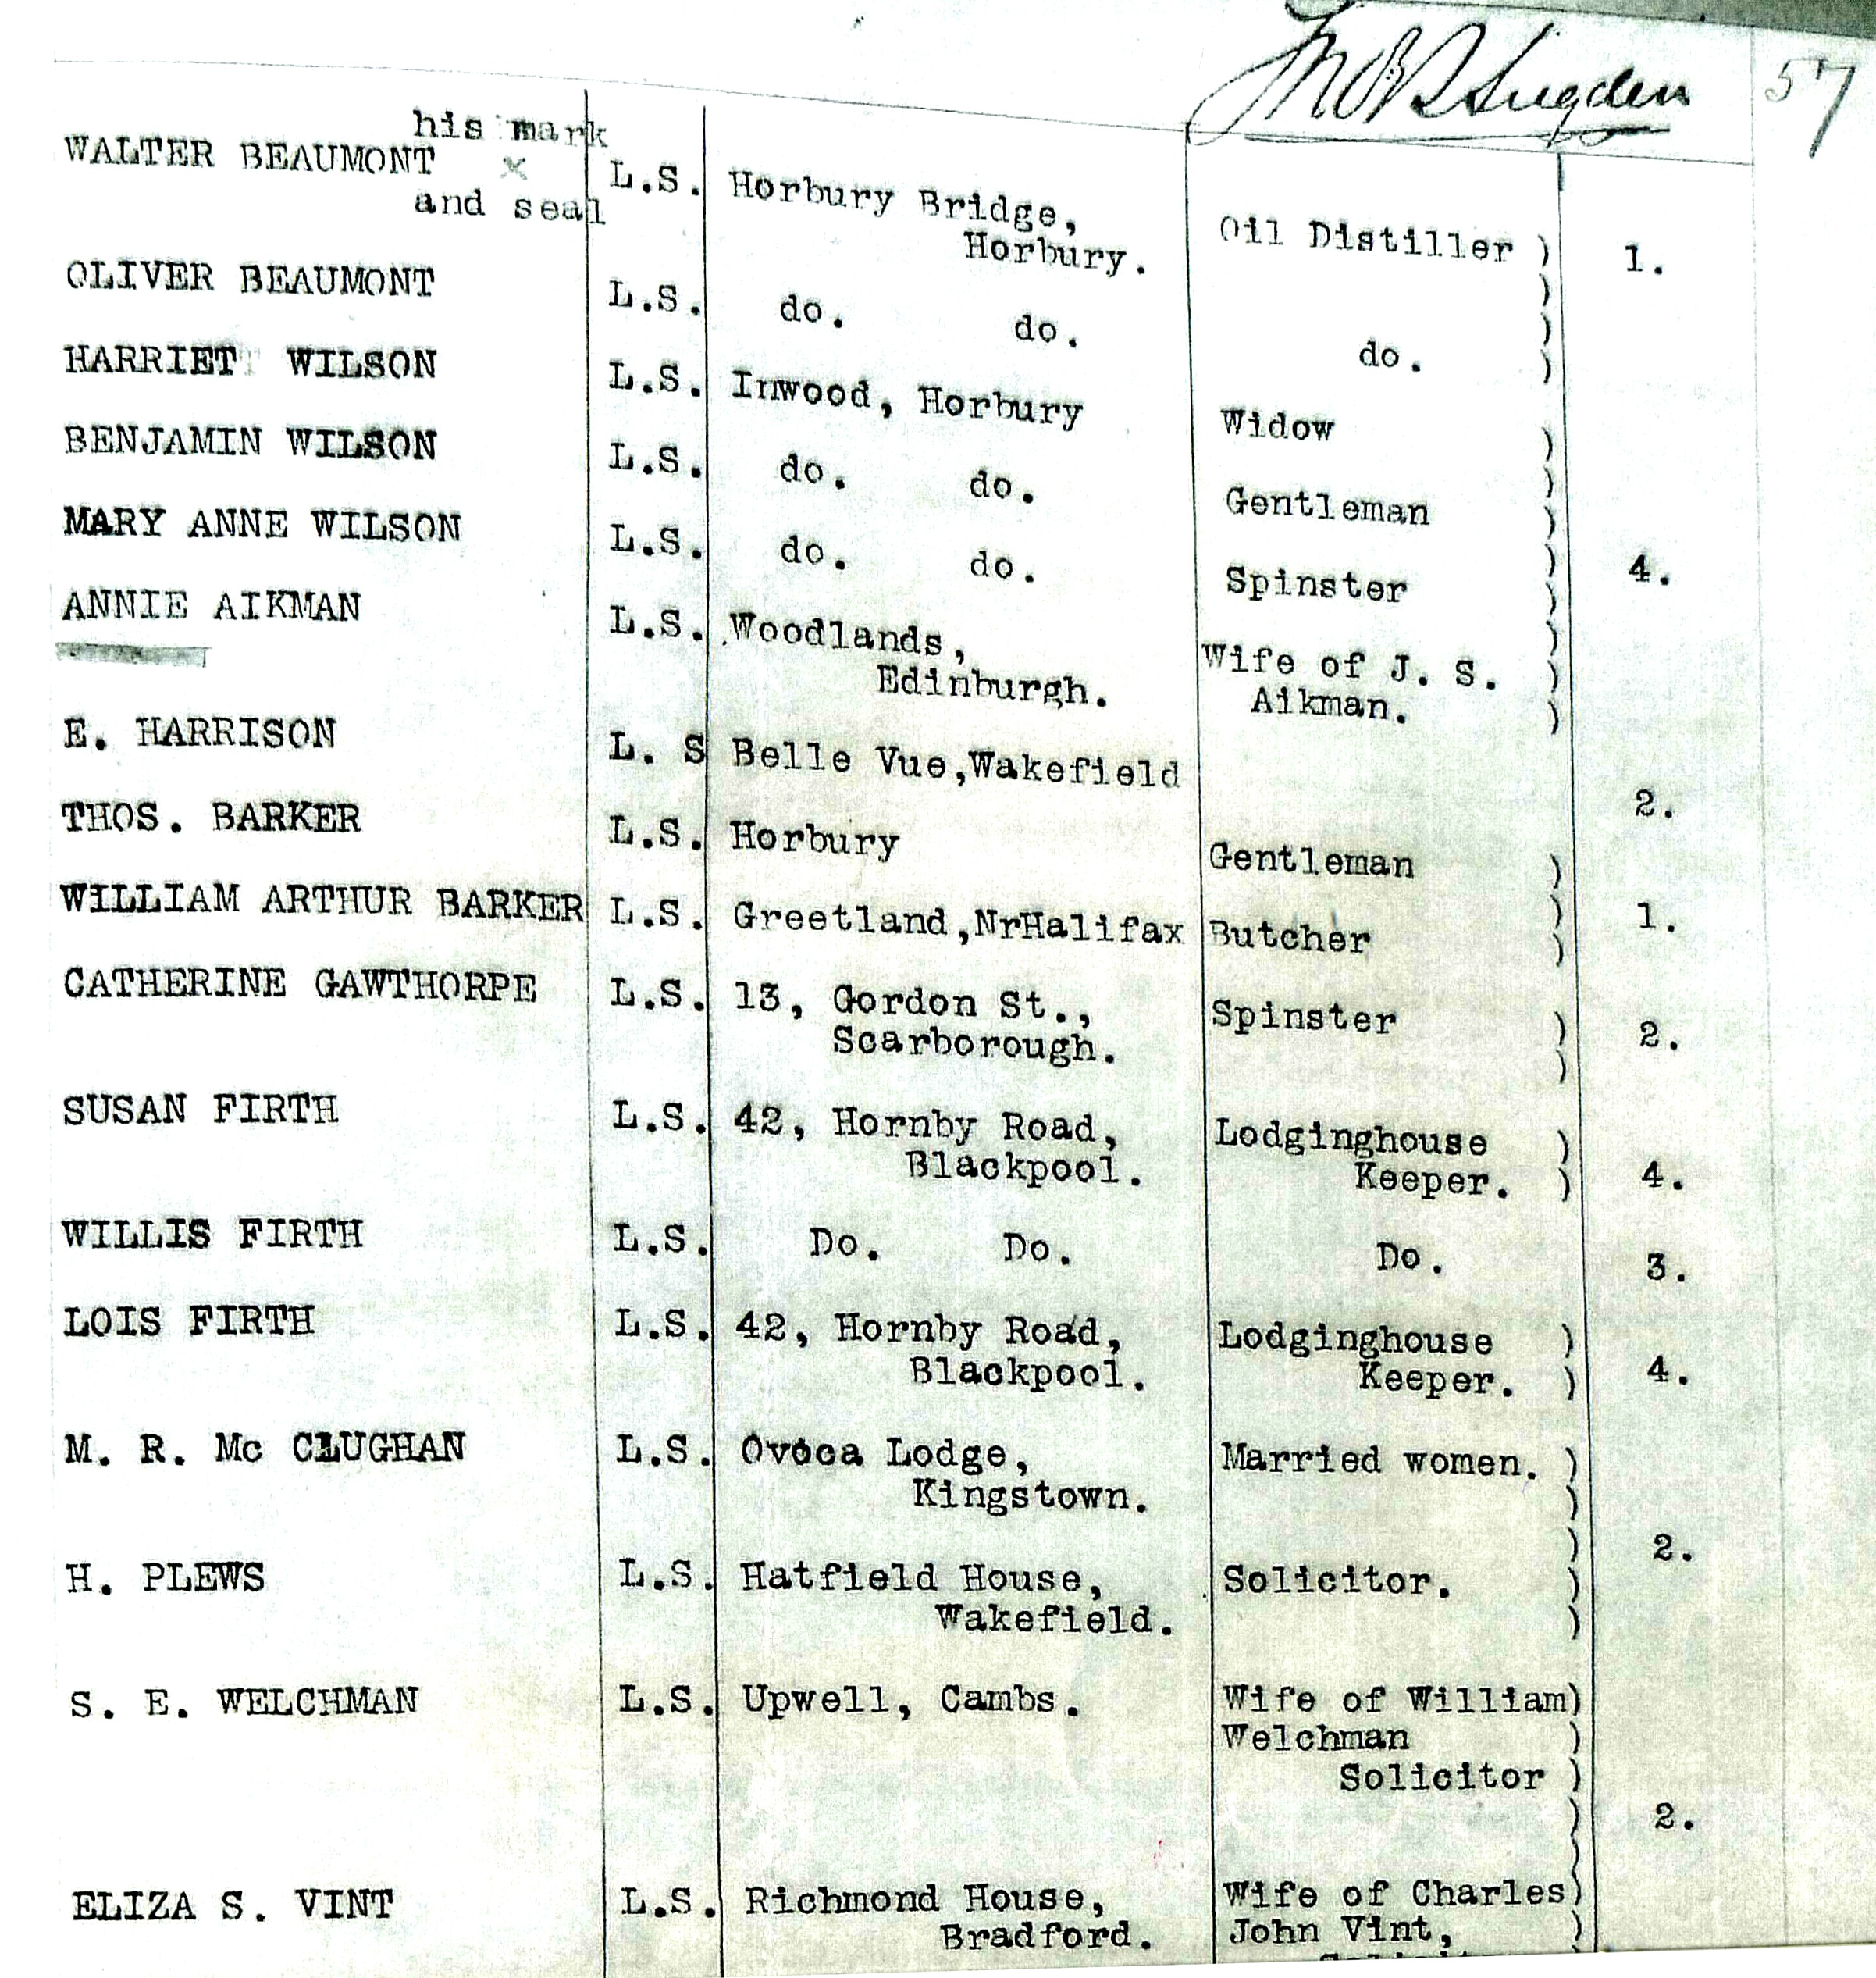 Sugden 57
his mark
WALTER BEAUMONT x L.S. Horbury Bridge,
and seal Horbury. Oil Distiller ) 1.
OLIVER BEAUMONT L.S. do. do. do.
HARRIET WILSON L.S. Inwood, Horbury Widow
BENJAMIN WILSON L.S. do. do. Gentleman
MARY ANNE WILSON L.S. do. do. Spinster 4.
ANNIE AIKMAN L.S. Woodlands, Wife of J. S.
Edinburgh. Aikman.
E. HARRISON L. S Belle Vue,Wakefield 2.
THOS. BARKER L.S. Horbury Gentleman
WILLIAM ARTHUR BARKER L.S. Greetland,NrHalifax Butcher 1.
CATHERINE GAWTHORPE L.S. 13, Gordon St., Spinster 2.
Scarborough.
SUSAN FIRTH L.S. 42, Hornby Road, Lodginghouse )
Blackpool. Keeper. ) 4.
WILLIS FIRTH L.S. Do. Do. Do. 3.
LOIS FIRTH L.S. 42, Hornby Road, Lodginghouse )
Blackpool. Keeper. ) 4.
M. R. Mc CLUGHAN L.S. Ovoca Lodge, Married women. )
Kingstown.
2.
H. PLEWS L.S. Hatfield House, Solicitor.
Wakefield.
S. E. WELCHMAN L.S. Upwell, Cambs. Wife of William)
Welchman )
Solicitor )
2.
ELIZA S. VINT L.S. Richmond House, Wife of Charles)
Bradford. John Vint, )